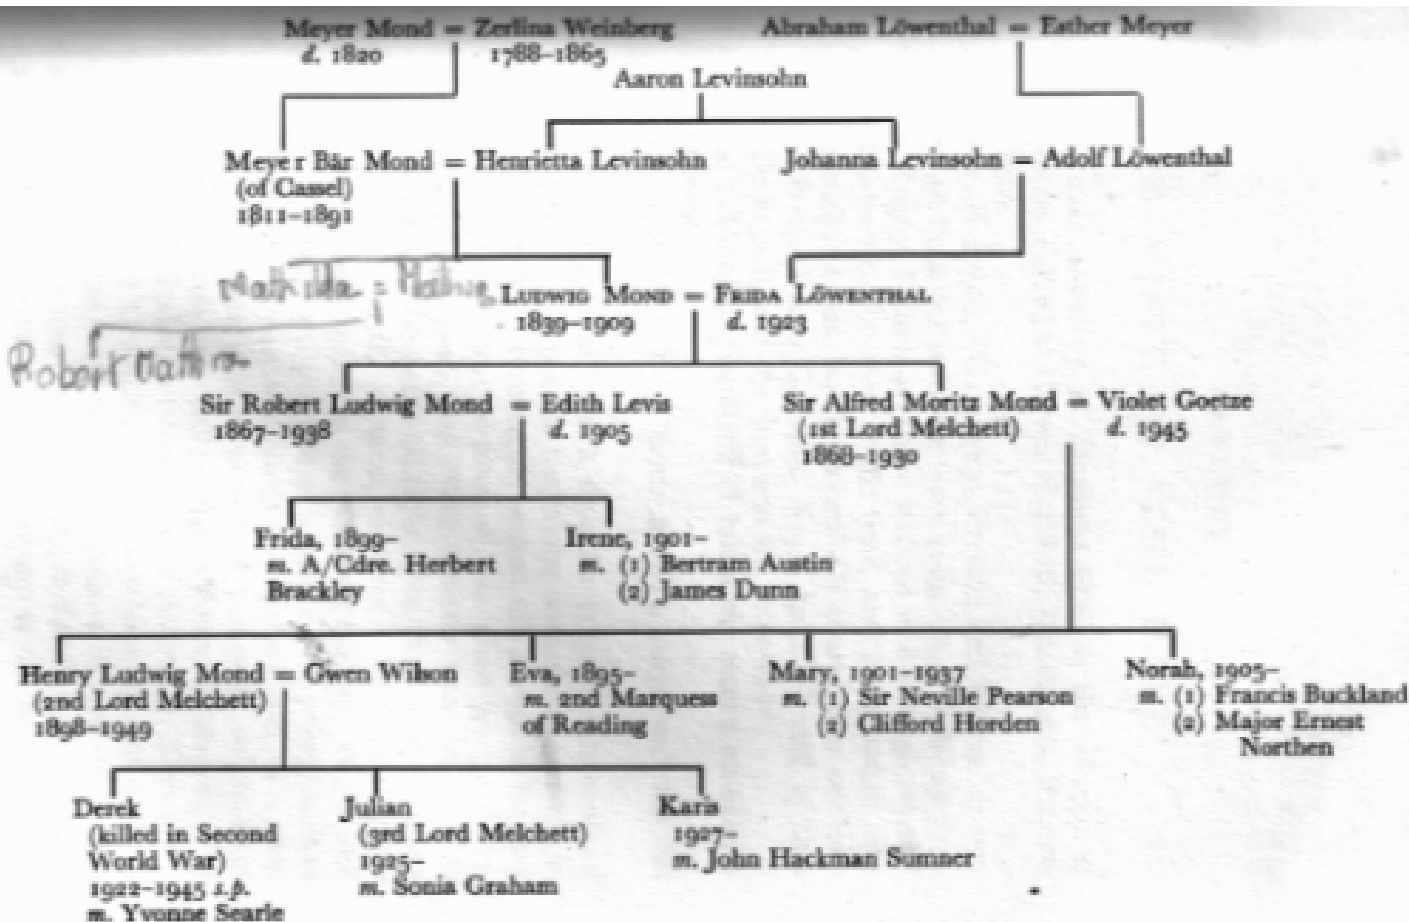 Meyer Mond = Zerlina Weinberg
Abraham Löwenthal = Esther Meyer
d. 1820
1788–1865
Aaron Levinsohn
Meyer Bär Mond = Henrietta Levinsohn
Johanna Levinsohn = Adolf Löwenthal
(of Cassel)
1811–1891
Mathilda =
LUDWIG MOND = FRIDA LÖWENTHAL
1839–1909
d. 1923
Robert
Sir Robert Ludwig Mond = Edith Levis
1867–1938
d. 1905
Sir Alfred Moritz Mond = Violet Goetze
(1st Lord Melchett)
d. 1945
1868–1930
Frida, 1899–
m. A/Cdre. Herbert
Brackley
Irene, 1901–
m. (1) Bertram Austin
(2) James Dunn
Henry Ludwig Mond = Gwen Wilson
(2nd Lord Melchett)
1898–1949
Eva, 1895–
m. 2nd Marquess
of Reading
Mary, 1901–1937
m. (1) Sir Neville Pearson
(2) Clifford Horden
Norah, 1905–
m. (1) Francis Buckland
(2) Major Ernest
Northen
Derek
(killed in Second
World War)
1922–1945 s.p.
m. Yvonne Searle
Julian
(3rd Lord Melchett)
1925–
m. Sonia Graham
Karis
1927–
m. John Hackman Sumner